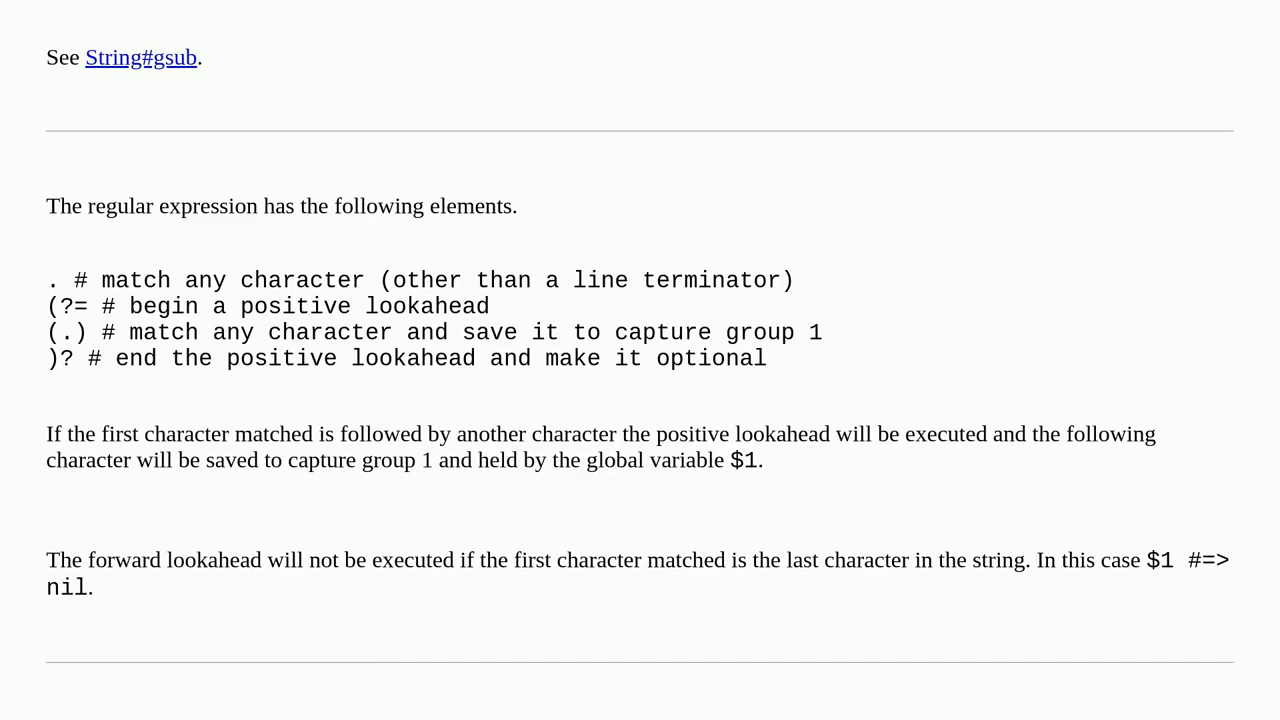 See String#gsub.
The regular expression has the following elements.
. # match any character (other than a line terminator)
(?= # begin a positive lookahead
(.) # match any character and save it to capture group 1
)? # end the positive lookahead and make it optional
If the first character matched is followed by another character the positive lookahead will be executed and the following
character will be saved to capture group 1 and held by the global variable $1.
The forward lookahead will not be executed if the first character matched is the last character in the string. In this case $1 #=>
nil.